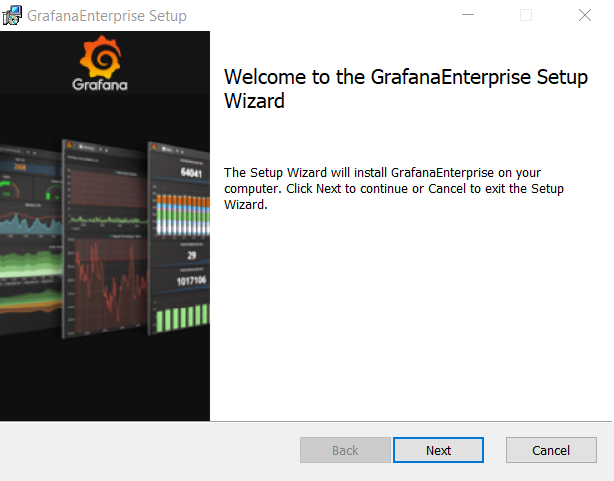 GrafanaEnterprise Setup
Grafana
Welcome to the GrafanaEnterprise Setup
Wizard
268
64041
29
1017106
The Setup Wizard will install GrafanaEnterprise on your
computer. Click Next to continue or Cancel to exit the Setup
Wizard.
Back
Next
Cancel